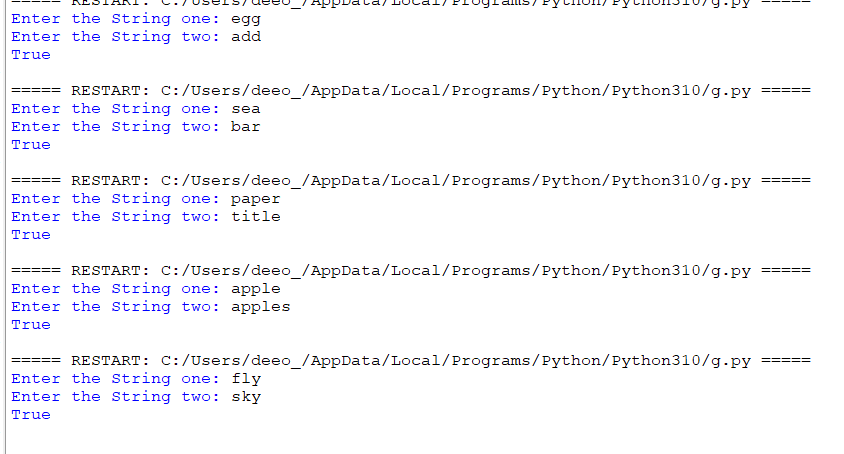 ===== RESTART: C:/Users/deeo_/AppData/Local/Programs/Python/Python310/g.py =====
Enter the String one: egg
Enter the String two: add
True
===== RESTART: C:/Users/deeo_/AppData/Local/Programs/Python/Python310/g.py =====
Enter the String one: sea
Enter the String two: bar
True
===== RESTART: C:/Users/deeo_/AppData/Local/Programs/Python/Python310/g.py =====
Enter the String one: paper
Enter the String two: title
True
===== RESTART: C:/Users/deeo_/AppData/Local/Programs/Python/Python310/g.py =====
Enter the String one: apple
Enter the String two: apples
True
===== RESTART: C:/Users/deeo_/AppData/Local/Programs/Python/Python310/g.py =====
Enter the String one: fly
Enter the String two: sky
True